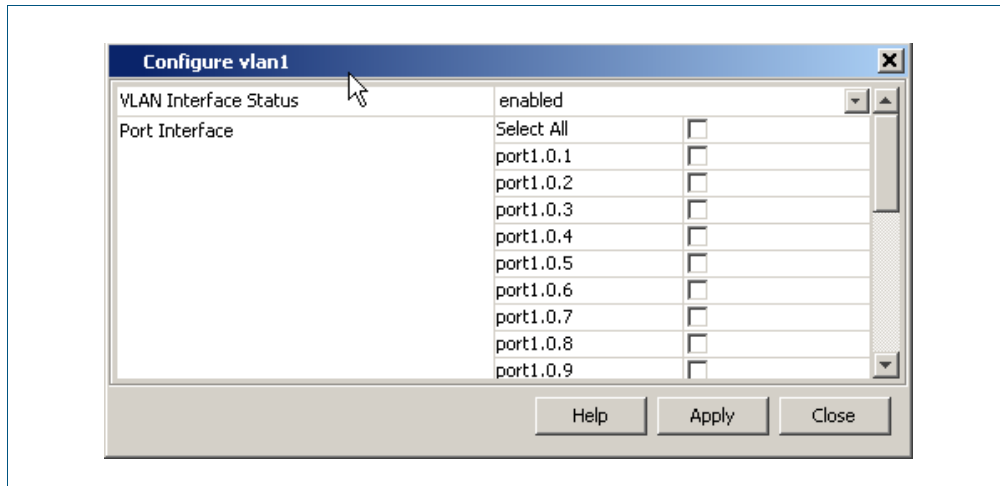 Configure vlan1
VLAN Interface Status enabled
Port Interface Select All
port1.0.1
port1.0.2
port1.0.3
port1.0.4
port1.0.5
port1.0.6
port1.0.7
port1.0.8
port1.0.9
Help Apply Close